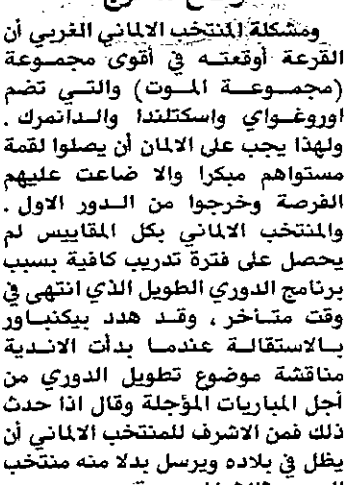 ومشكلة المنتخب الالماني الغربي أن
القرعة أوقعته في أقوى مجموعة
(مجموعة الموت) والتي تضم
اوروغواي واسكتلندا والدانمرك .
ولهذا يجب على الالمان أن يصلوا لقمة
مستواهم مبكرا والا ضاعت عليهم
الفرصة وخرجوا من الدور الاول .
والمنتخب الالماني بكل المقاييس لم
يحصل على فترة تدريب كافية بسبب
برنامج الدوري الطويل الذي انتهى في
وقت متأخر ، وقد هدد بيكنباور
بالاستقالة عندما بدأت الاندية
مناقشة موضوع تطويل الدوري من
أجل المباريات المؤجلة وقال اذا حدث
ذلك فمن الاشرف للمنتخب الالماني أن
يظل في بلاده ويرسل بدلا منه منتخب